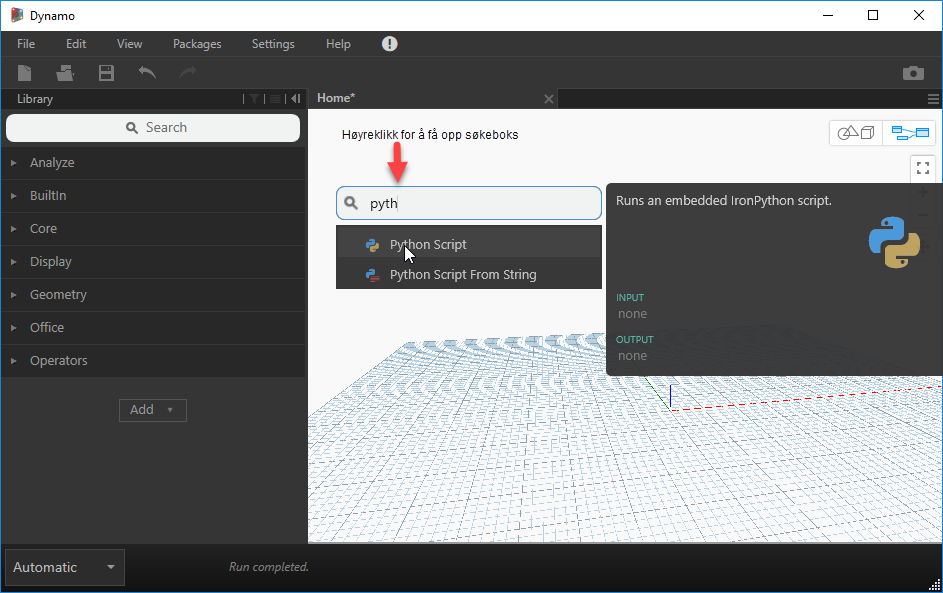 Dynamo
File Edit View Packages Settings Help
Library
Home*
Search
Analyze
BuiltIn
Core
Display
Geometry
Office
Operators
Add
Høyreklikk for å få opp søkeboks
pyth
Python Script
Python Script From String
Runs an embedded IronPython script.
INPUT
none
OUTPUT
none
Automatic
Run completed.